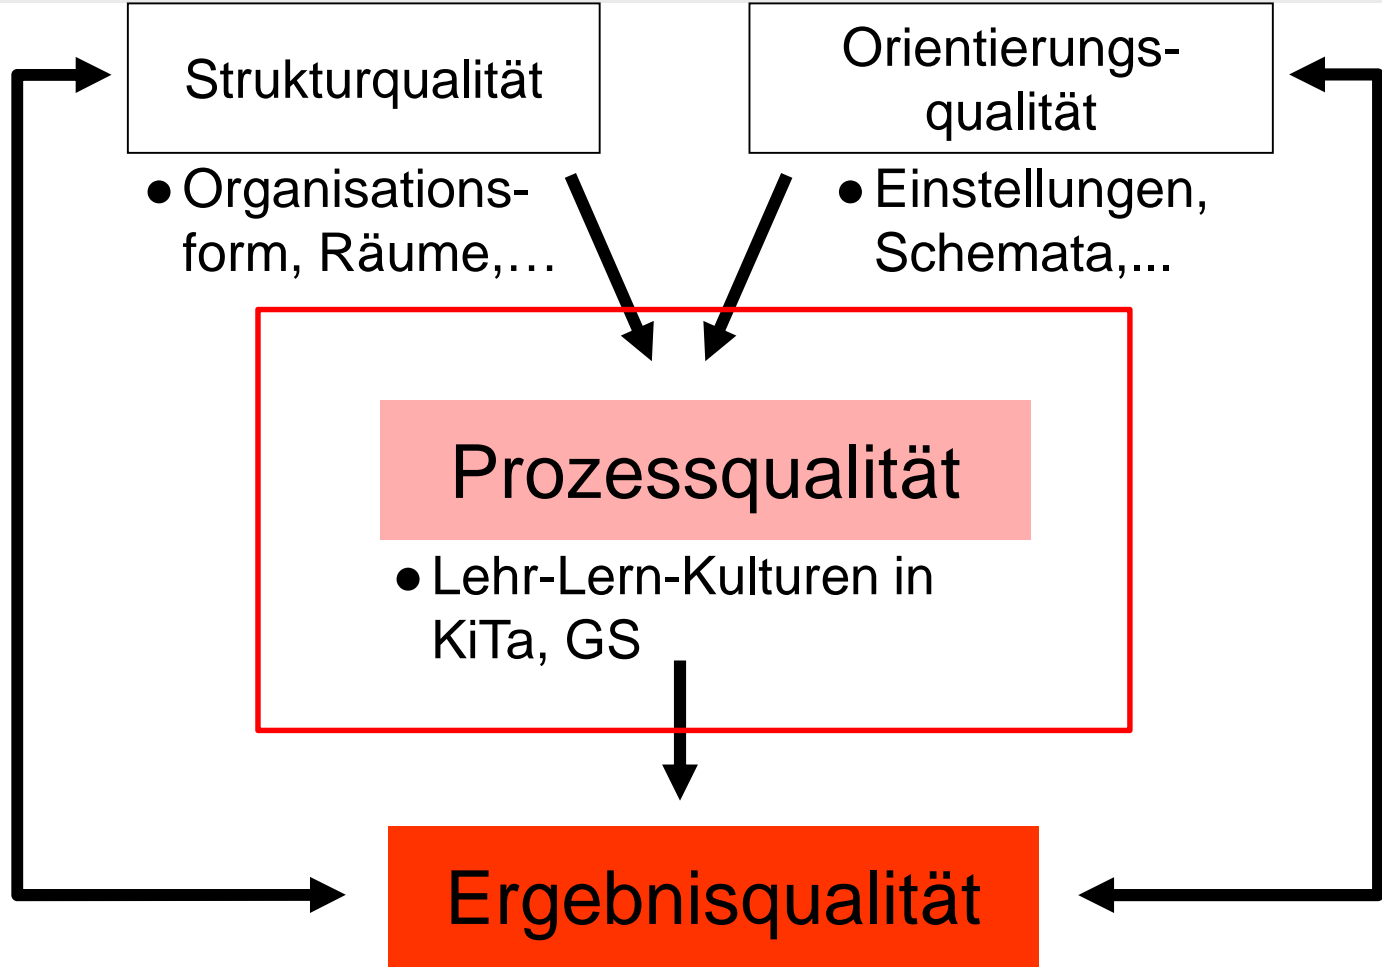 Strukturqualität
Orientierungs-
qualität
● Organisations-
form, Räume,…
● Einstellungen,
Schemata,...
Prozessqualität
● Lehr-Lern-Kulturen in
KiTa, GS
Ergebnisqualität